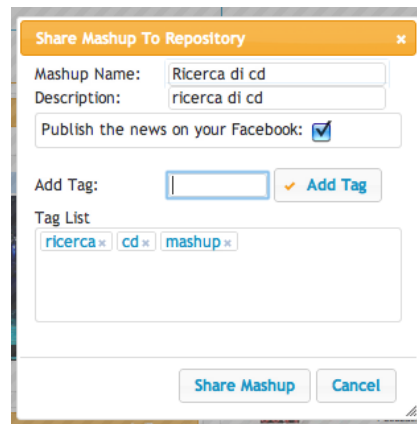 Share Mashup To Repository ×
Mashup Name: Ricerca di cd
Description: ricerca di cd
Publish the news on your Facebook:
Add Tag: Add Tag
Tag List
ricerca × cd × mashup ×
Share Mashup Cancel